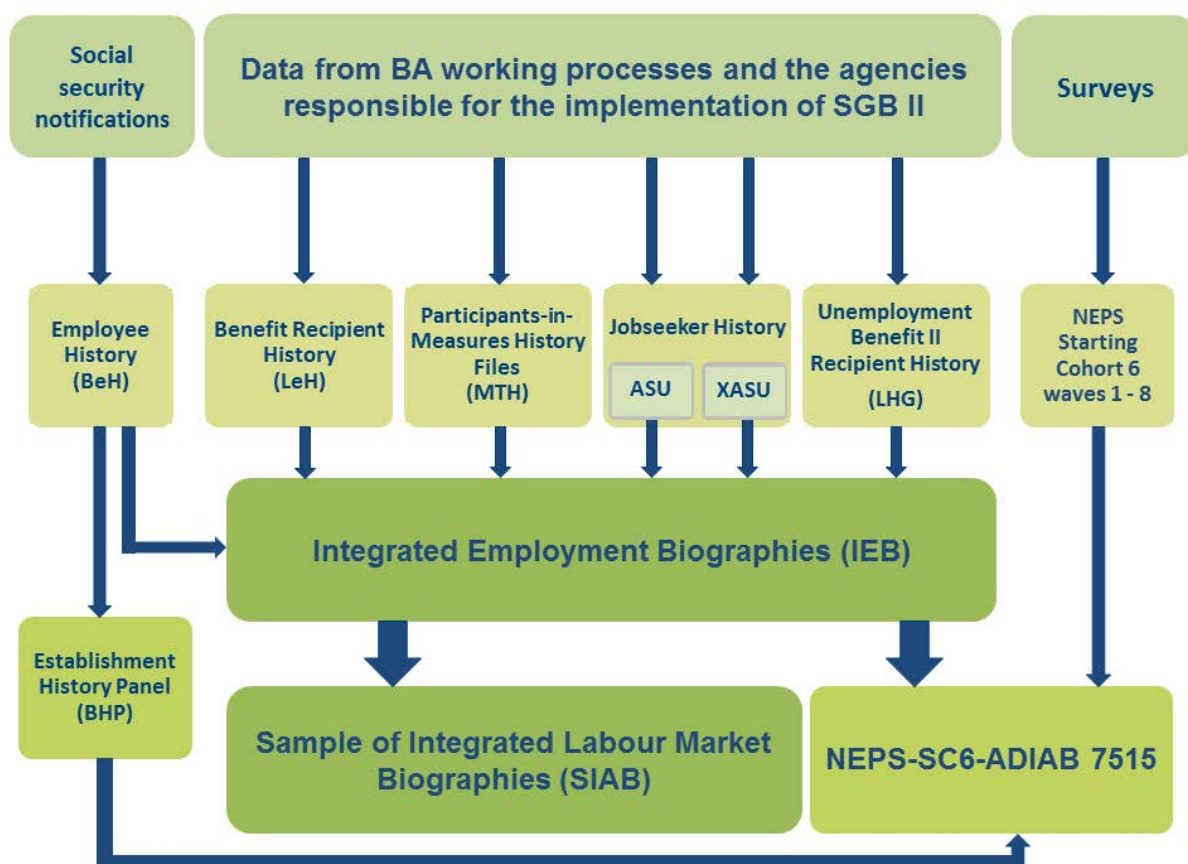 Social
security
notifications
Data from BA working processes and the agencies
responsible for the implementation of SGB II
Surveys
Employee
History
(BeH)
Benefit Recipient
History
(LeH)
Participants-in-
Measures History
Files
(MTH)
Jobseeker History
ASU
XASU
Unemployment
Benefit II
Recipient History
(LHG)
NEPS
Starting
Cohort 6
waves 1 - 8
Integrated Employment Biographies (IEB)
Establishment
History Panel
(BHP)
Sample of Integrated Labour Market
Biographies (SIAB)
NEPS-SC6-ADIAB 7515